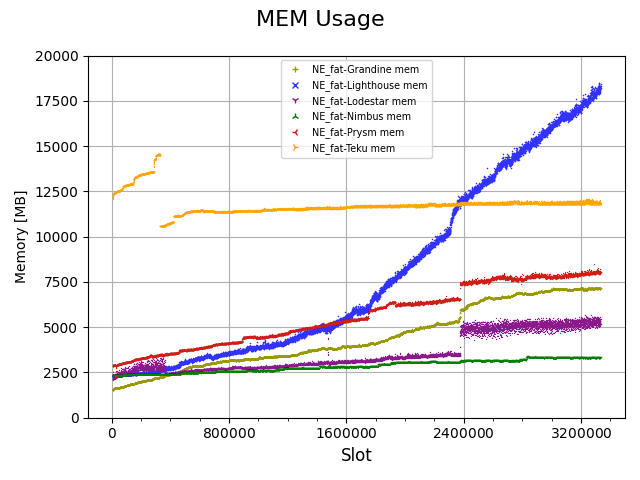 MEM Usage
20000
17500
15000
12500
10000
7500
5000
2500
0
Memory [MB]
NE_fat-Grandine mem
NE_fat-Lighthouse mem
NE_fat-Lodestar mem
NE_fat-Nimbus mem
NE_fat-Prysm mem
NE_fat-Teku mem
0 800000 1600000 2400000 3200000
Slot